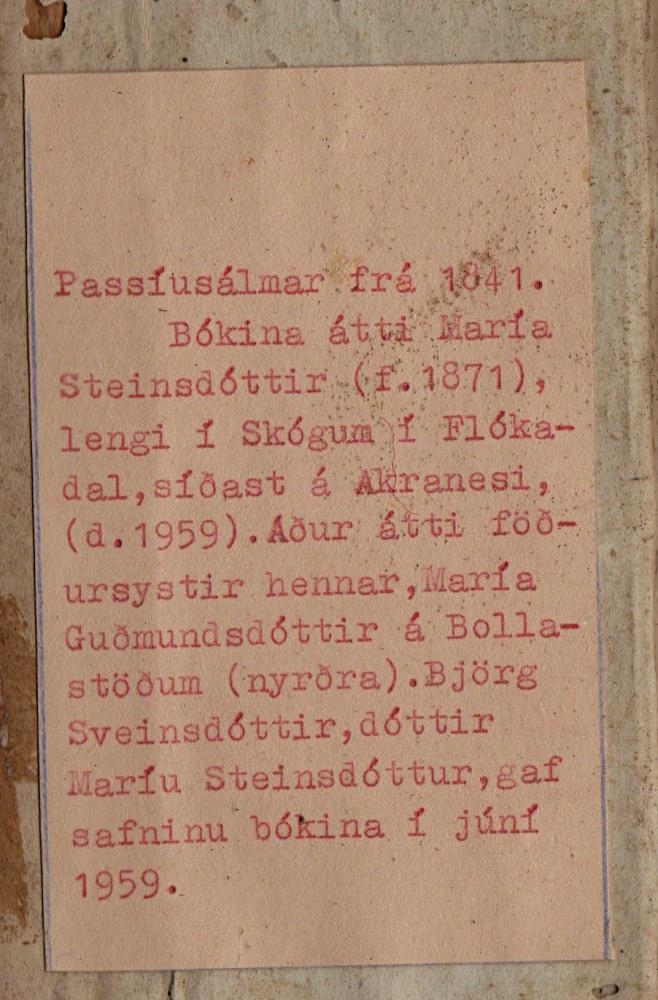 Passíusálmar frá 1841.
Bókina átti María
Steinsdóttir (f.1871),
lengi í Skógum í Flóka-
dal,síðast á Akranesi,
(d.1959).Áður átti föð-
ursystir hennar,María
Guðmundsdóttir á Bolla-
stöðum (nyrðra).Björg
Sveinsdóttir,dóttir
Maríu Steinsdóttur,gaf
safninu bókina í júní
1959.